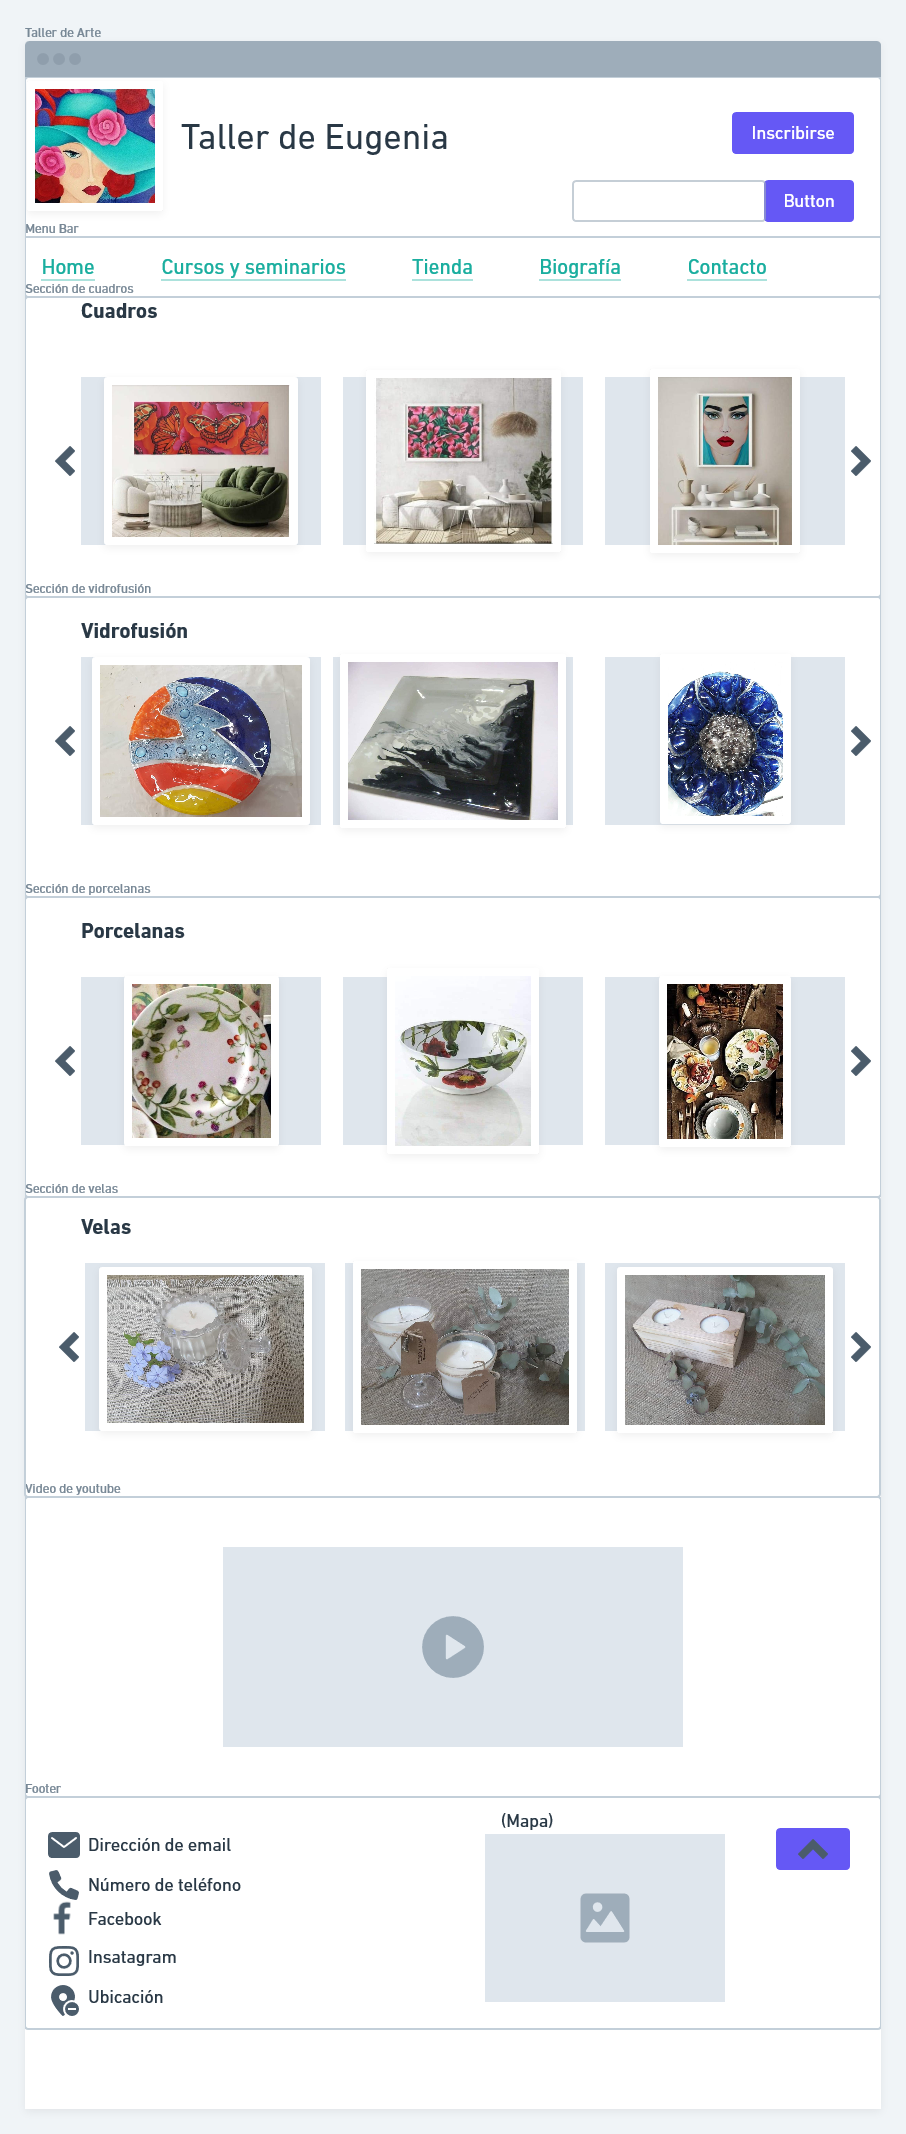 Taller de Arte
Taller de Eugenia
Inscribirse
Button
Menu Bar
Home Cursos y seminarios Tienda Biografía Contacto
Sección de cuadros
Cuadros
Sección de vidrofusión
Vidrofusión
Sección de porcelanas
Porcelanas
Sección de velas
Velas
Video de youtube
Footer
(Mapa)
Dirección de email
Número de teléfono
Facebook
Insatagram
Ubicación